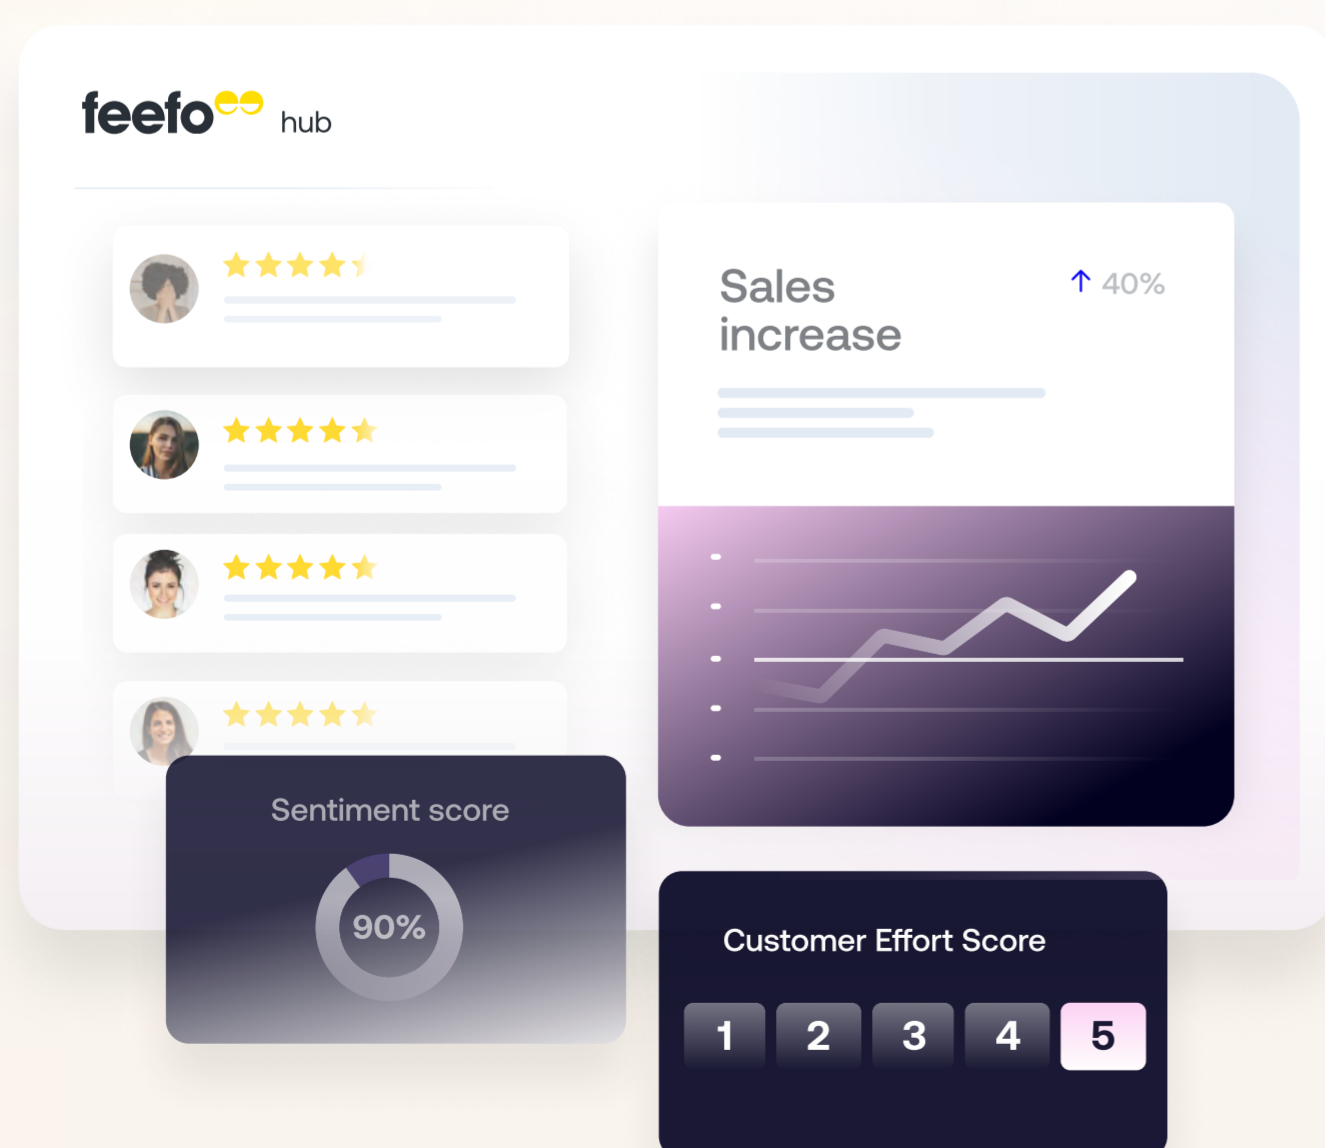 feefo hub
Sales
increase
40%
Sentiment score
90%
Customer Effort Score
1 2 3 4 5